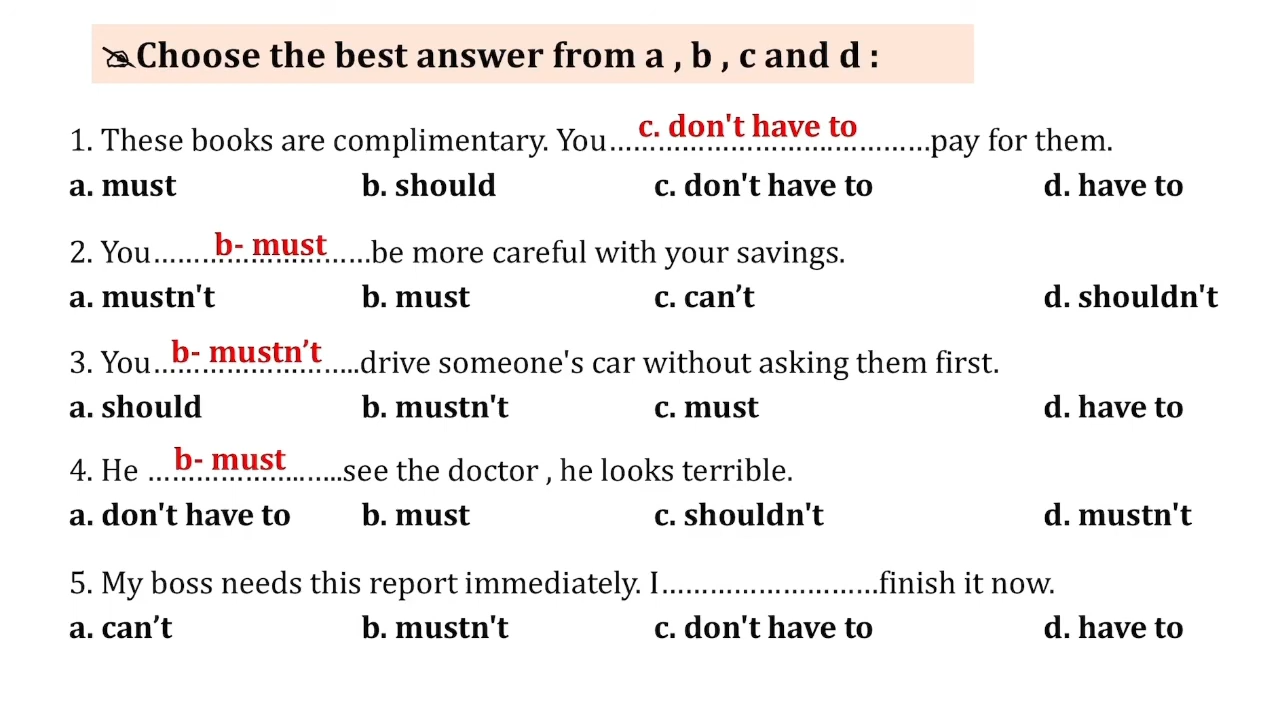 Choose the best answer from a , b , c and d :
1. These books are complimentary. You……………………………………pay for them.
c. don't have to
a. must b. should c. don't have to d. have to
2. You………………………be more careful with your savings.
b- must
a. mustn't b. must c. can’t d. shouldn't
3. You……………………..drive someone's car without asking them first.
b- mustn’t
a. should b. mustn't c. must d. have to
4. He ………………..…..see the doctor , he looks terrible.
b- must
a. don't have to b. must c. shouldn't d. mustn't
5. My boss needs this report immediately. I………………………finish it now.
a. can’t b. mustn't c. don't have to d. have to